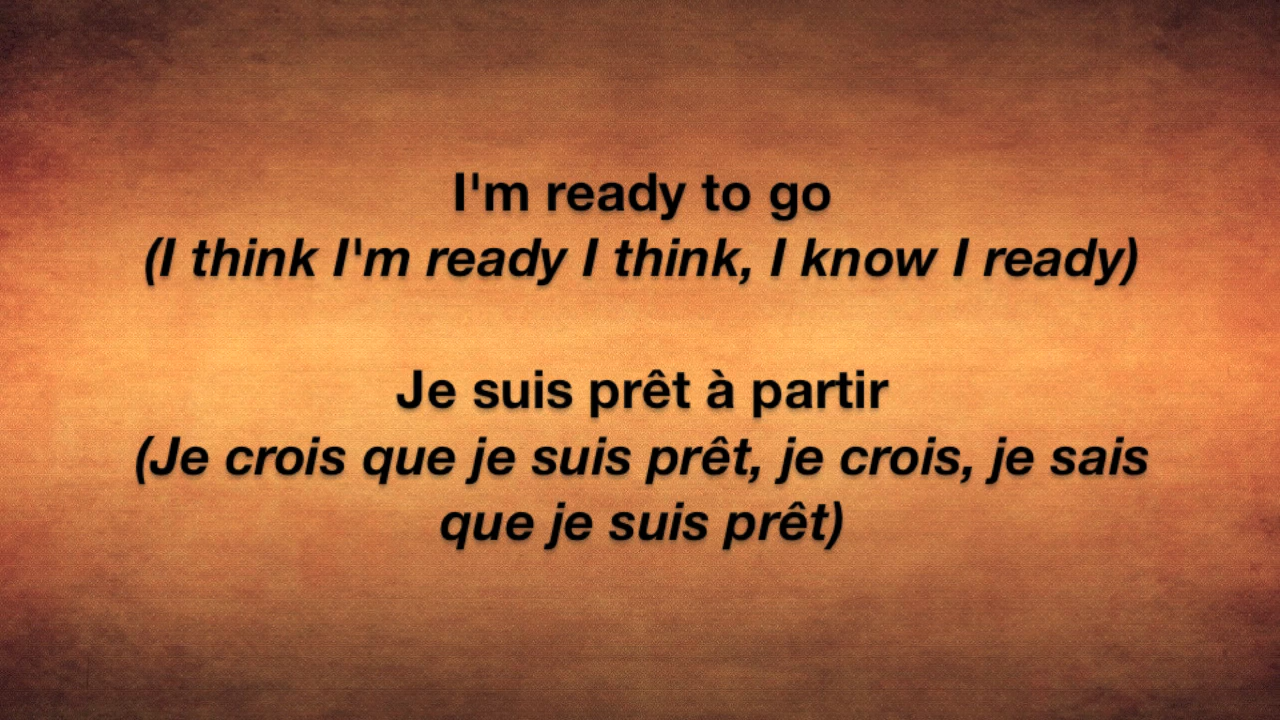 I'm ready to go
(I think I'm ready I think, I know I ready)
Je suis prêt à partir
(Je crois que je suis prêt, je crois, je sais
que je suis prêt)